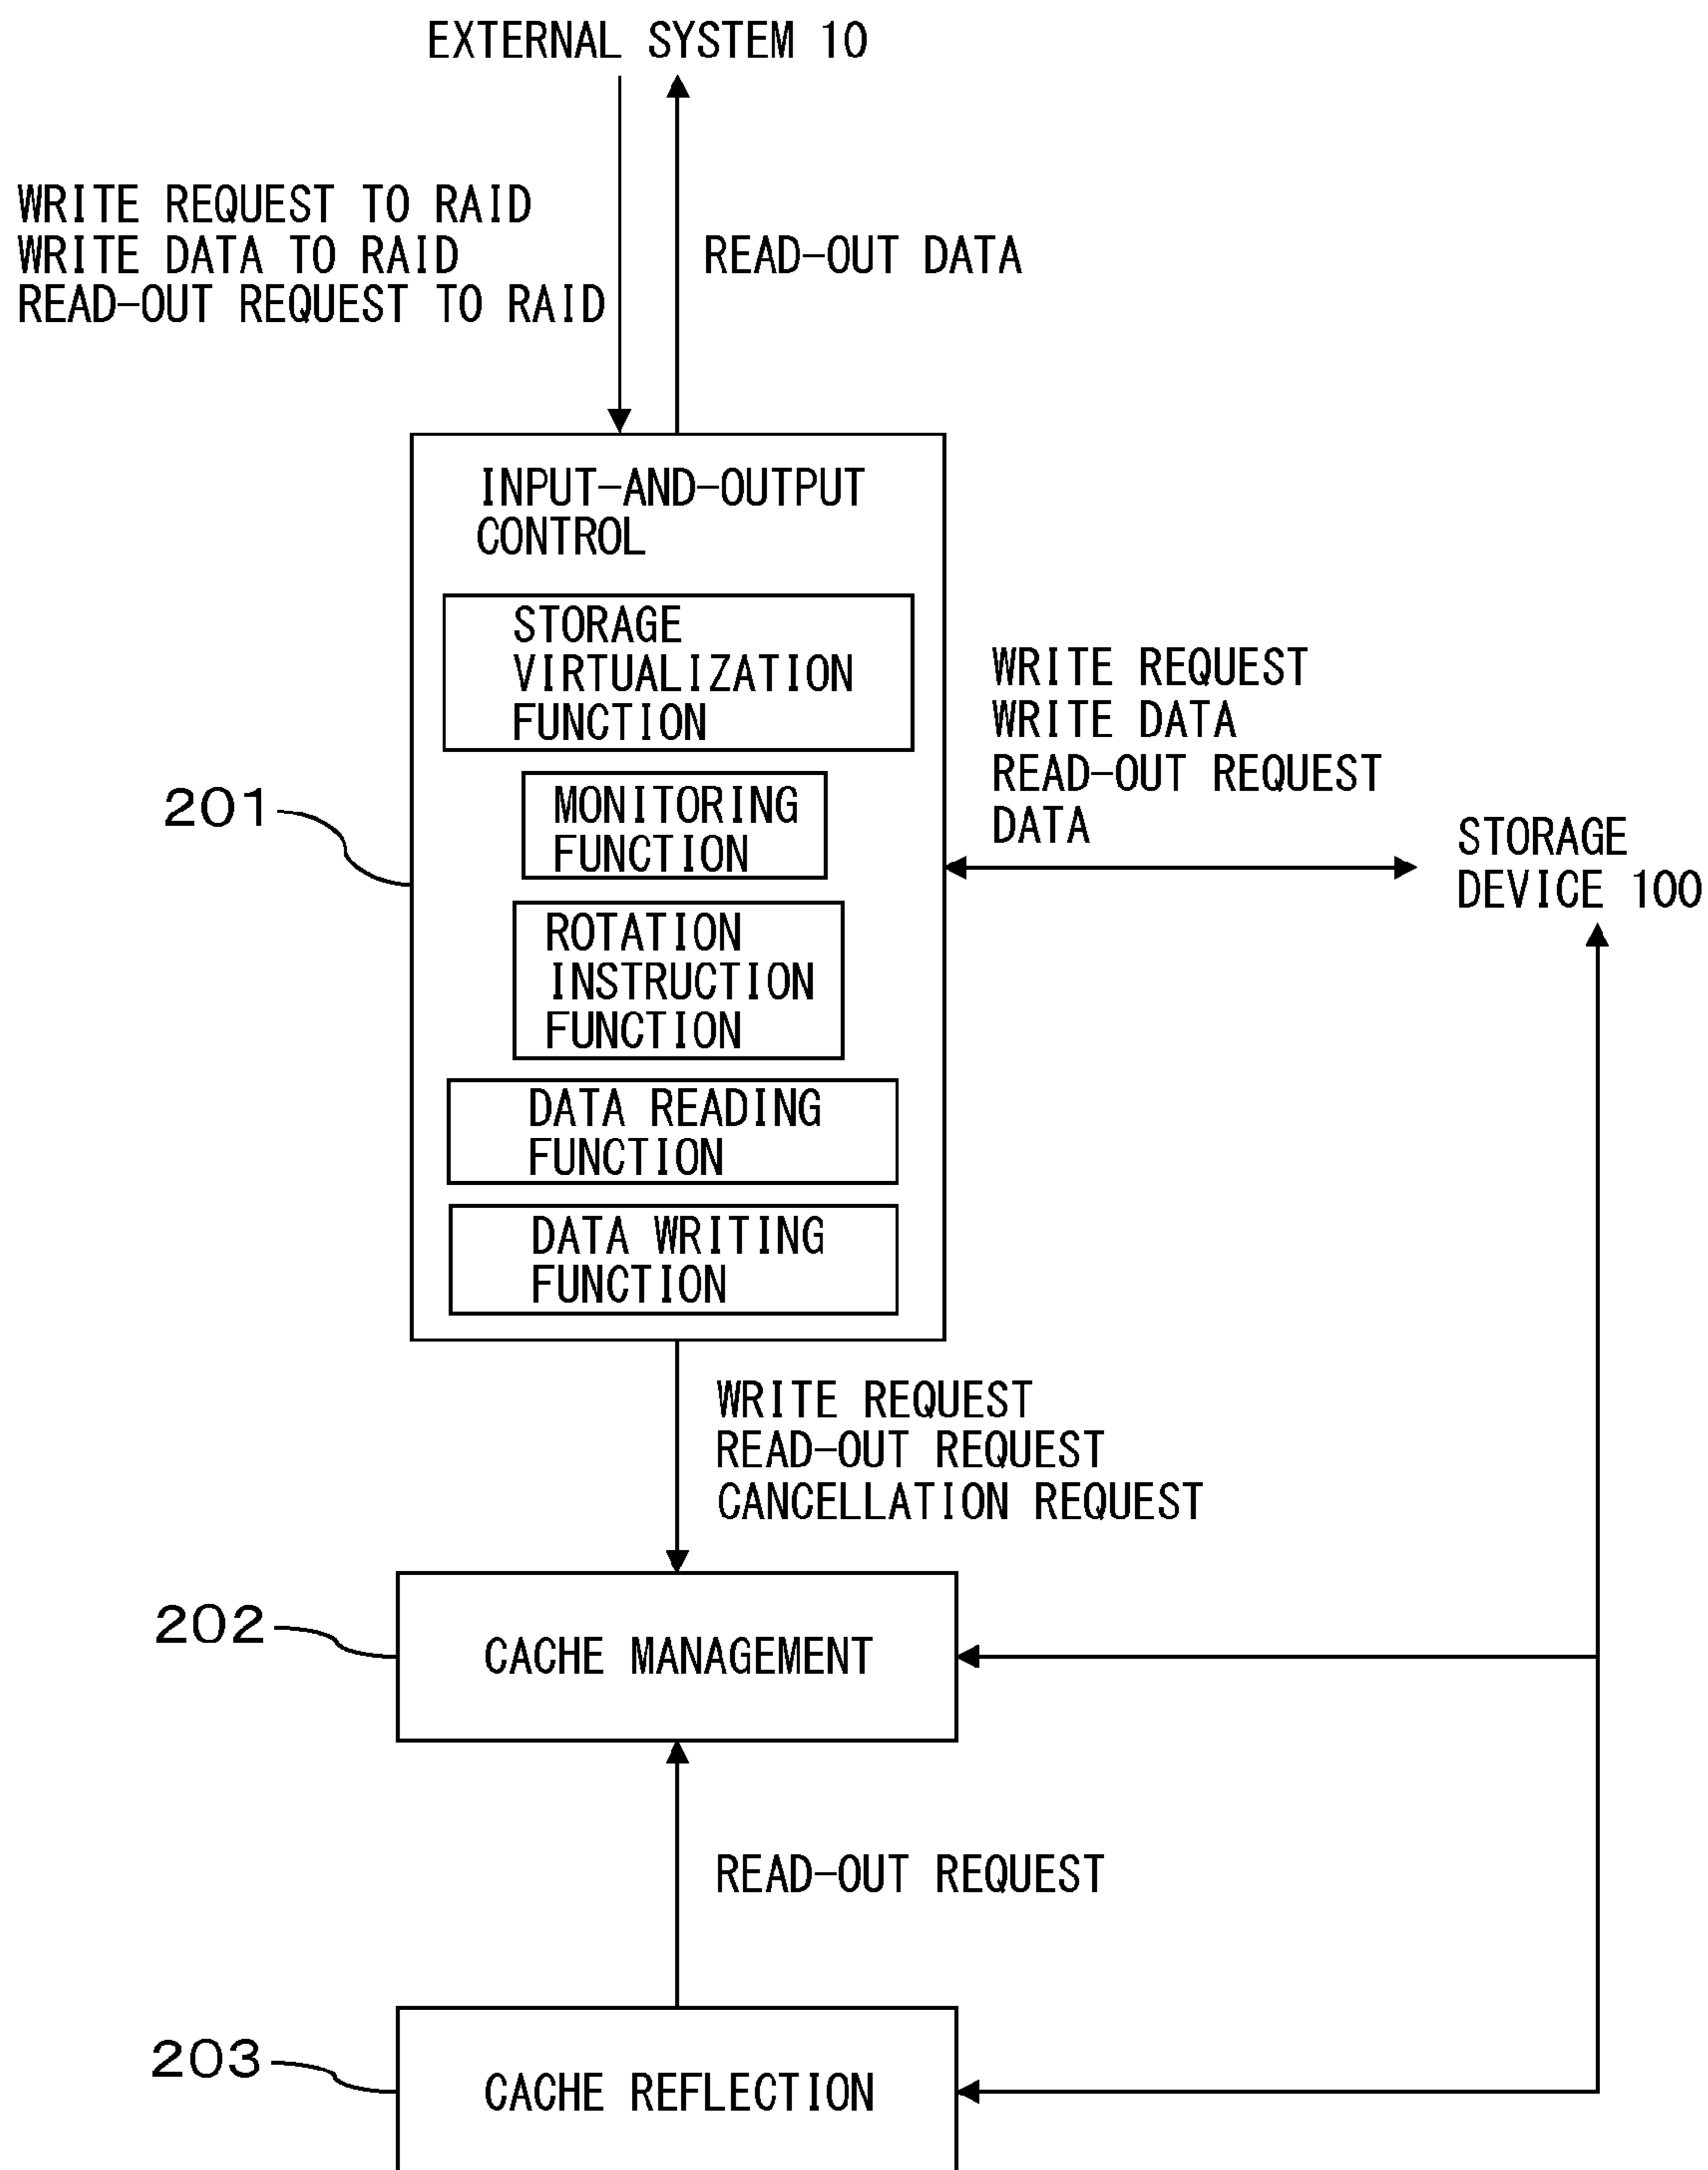 EXTERNAL SYSTEM 10
WRITE REQUEST TO RAID
WRITE DATA TO RAID
READ-OUT REQUEST TO RAID
READ-OUT DATA
INPUT-AND-OUTPUT
CONTROL
STORAGE
VIRTUALIZATION
FUNCTION
MONITORING
FUNCTION
ROTATION
INSTRUCTION
FUNCTION
DATA READING
FUNCTION
DATA WRITING
FUNCTION
201
WRITE REQUEST
WRITE DATA
READ-OUT REQUEST
DATA
STORAGE
DEVICE 100
WRITE REQUEST
READ-OUT REQUEST
CANCELLATION REQUEST
202
CACHE MANAGEMENT
READ-OUT REQUEST
203
CACHE REFLECTION